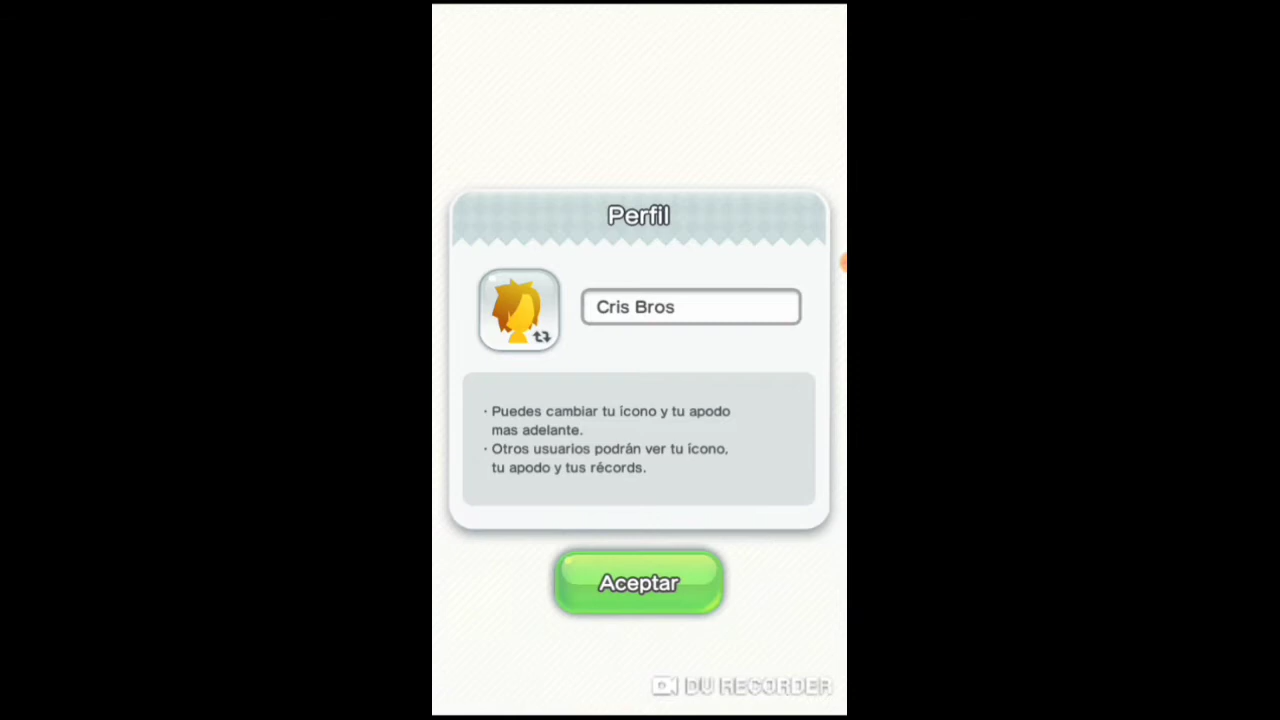 Perfil
Cris Bros
· Puedes cambiar tu ícono y tu apodo
mas adelante.
· Otros usuarios podrán ver tu ícono,
tu apodo y tus récords.
Aceptar
DU RECORDER